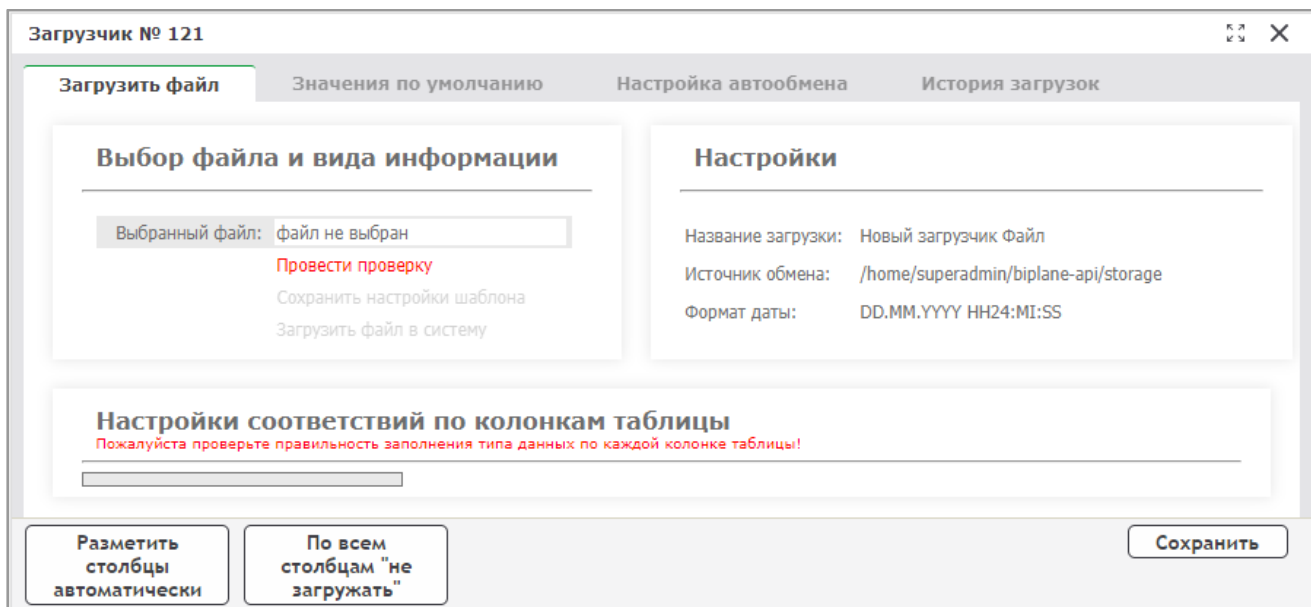 Загрузчик № 121
Загрузить файл Значения по умолчанию Настройка автообмена История загрузок
Выбор файла и вида информации
Выбранный файл: файл не выбран
Провести проверку
Сохранить настройки шаблона
Загрузить файл в систему
Настройки
Название загрузки: Новый загрузчик Файл
Источник обмена: /home/superadmin/biplane-api/storage
Формат даты: DD.MM.YYYY HH24:MI:SS
Настройки соответствий по колонкам таблицы
Пожалуйста проверьте правильность заполнения типа данных по каждой колонке таблицы!
Разметить
столбцы
автоматически
По всем
столбцам "не
загружать"
Сохранить